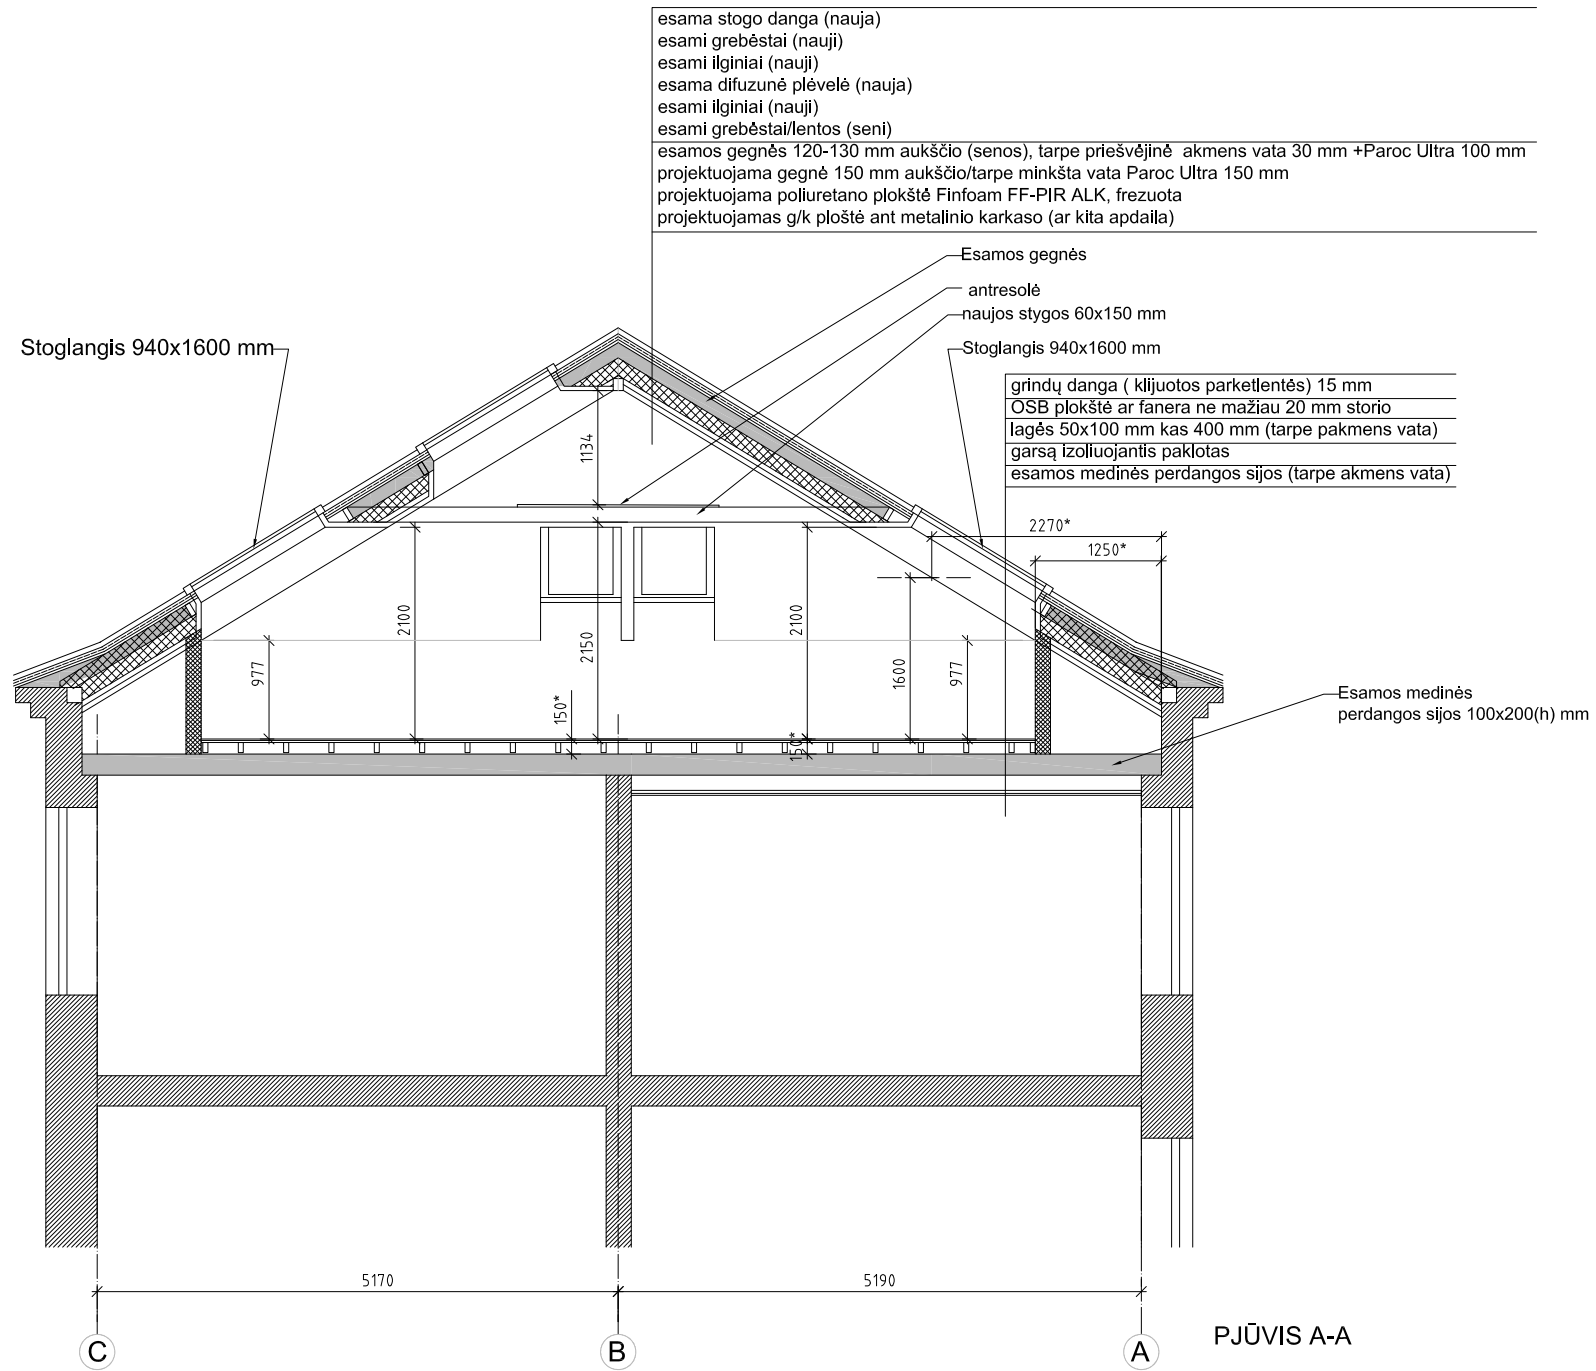 esama stogo danga (nauja)
esami grebėstai (nauji)
esami ilginiai (nauji)
esama difuzunė plėvelė (nauja)
esami ilginiai (nauji)
esami grebėstai/lentos (seni)
esamos gegnės 120-130 mm aukščio (senos), tarpe priešvėjinė akmens vata 30 mm +Paroc Ultra 100 mm
projektuojama gegnė 150 mm aukščio/tarpe minkšta vata Paroc Ultra 150 mm
projektuojama poliuretano plokštė Finfoam FF-PIR ALK, frezuota
projektuojamas g/k ploštė ant metalinio karkaso (ar kita apdaila)
Esamos gegnės
antresolė
naujos stygos 60x150 mm
Stoglangis 940x1600 mm
Stoglangis 940x1600 mm
grindų danga ( klijuotos parketlentės) 15 mm
OSB plokštė ar fanera ne mažiau 20 mm storio
lagės 50x100 mm kas 400 mm (tarpe pakmens vata)
garsą izoliuojantis paklotas
esamos medinės perdangos sijos (tarpe akmens vata)
1134
2270*
1250*
2100
2150
2100
1600
977
977
150*
150*
Esamos medinės
perdangos sijos 100x200(h) mm
5170
5190
C
B
A
PJŪVIS A-A